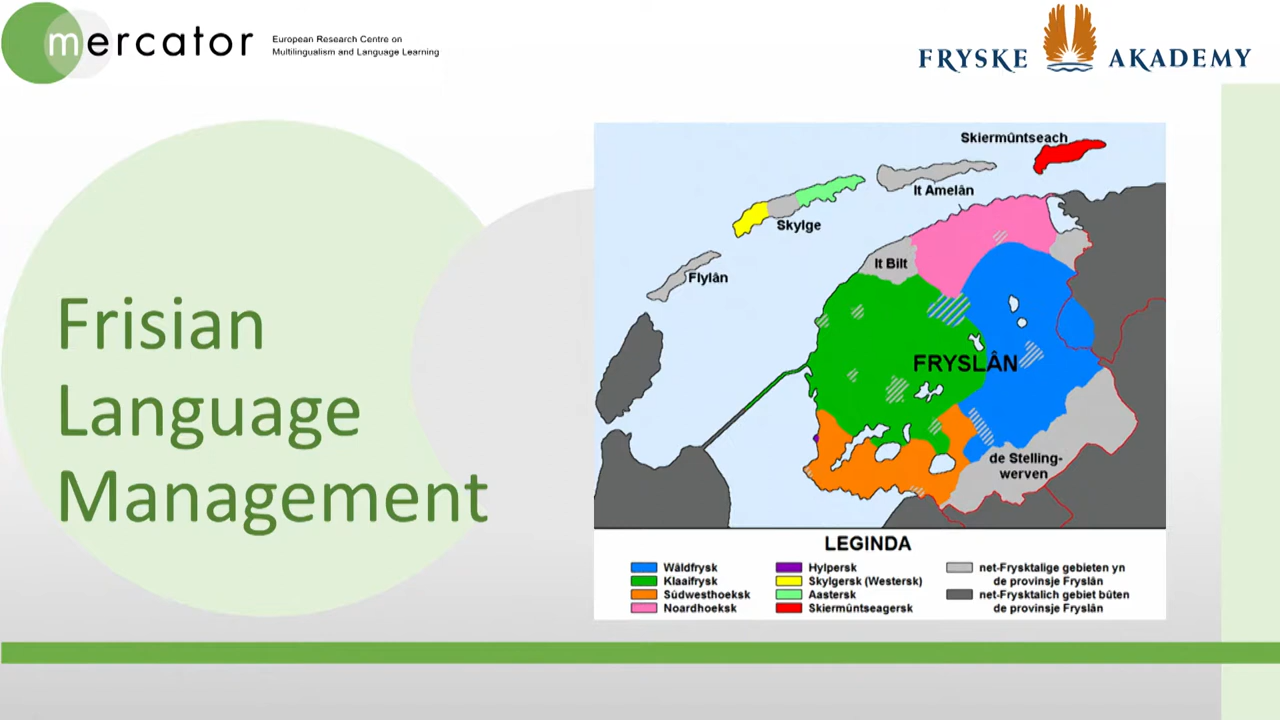 mercator
European Research Centre on
Multilingualism and Language Learning
FRYSKE AKADEMY
Frisian
Language
Management
Skiermûntseach
It Amelân
Skylge
Flylân
It Bilt
FRYSLÂN
de Stelling-
werven
LEGINDA
Wâldfrysk
Klaaifrysk
Súdwesthoeksk
Noardhoeksk
Hylpersk
Skylgersk (Westersk)
Aastersk
Skiermûntseagersk
net-Frysktalige gebieten yn
de provinsje Fryslân
net-Frysktalich gebiet bûten
de provinsje Fryslân